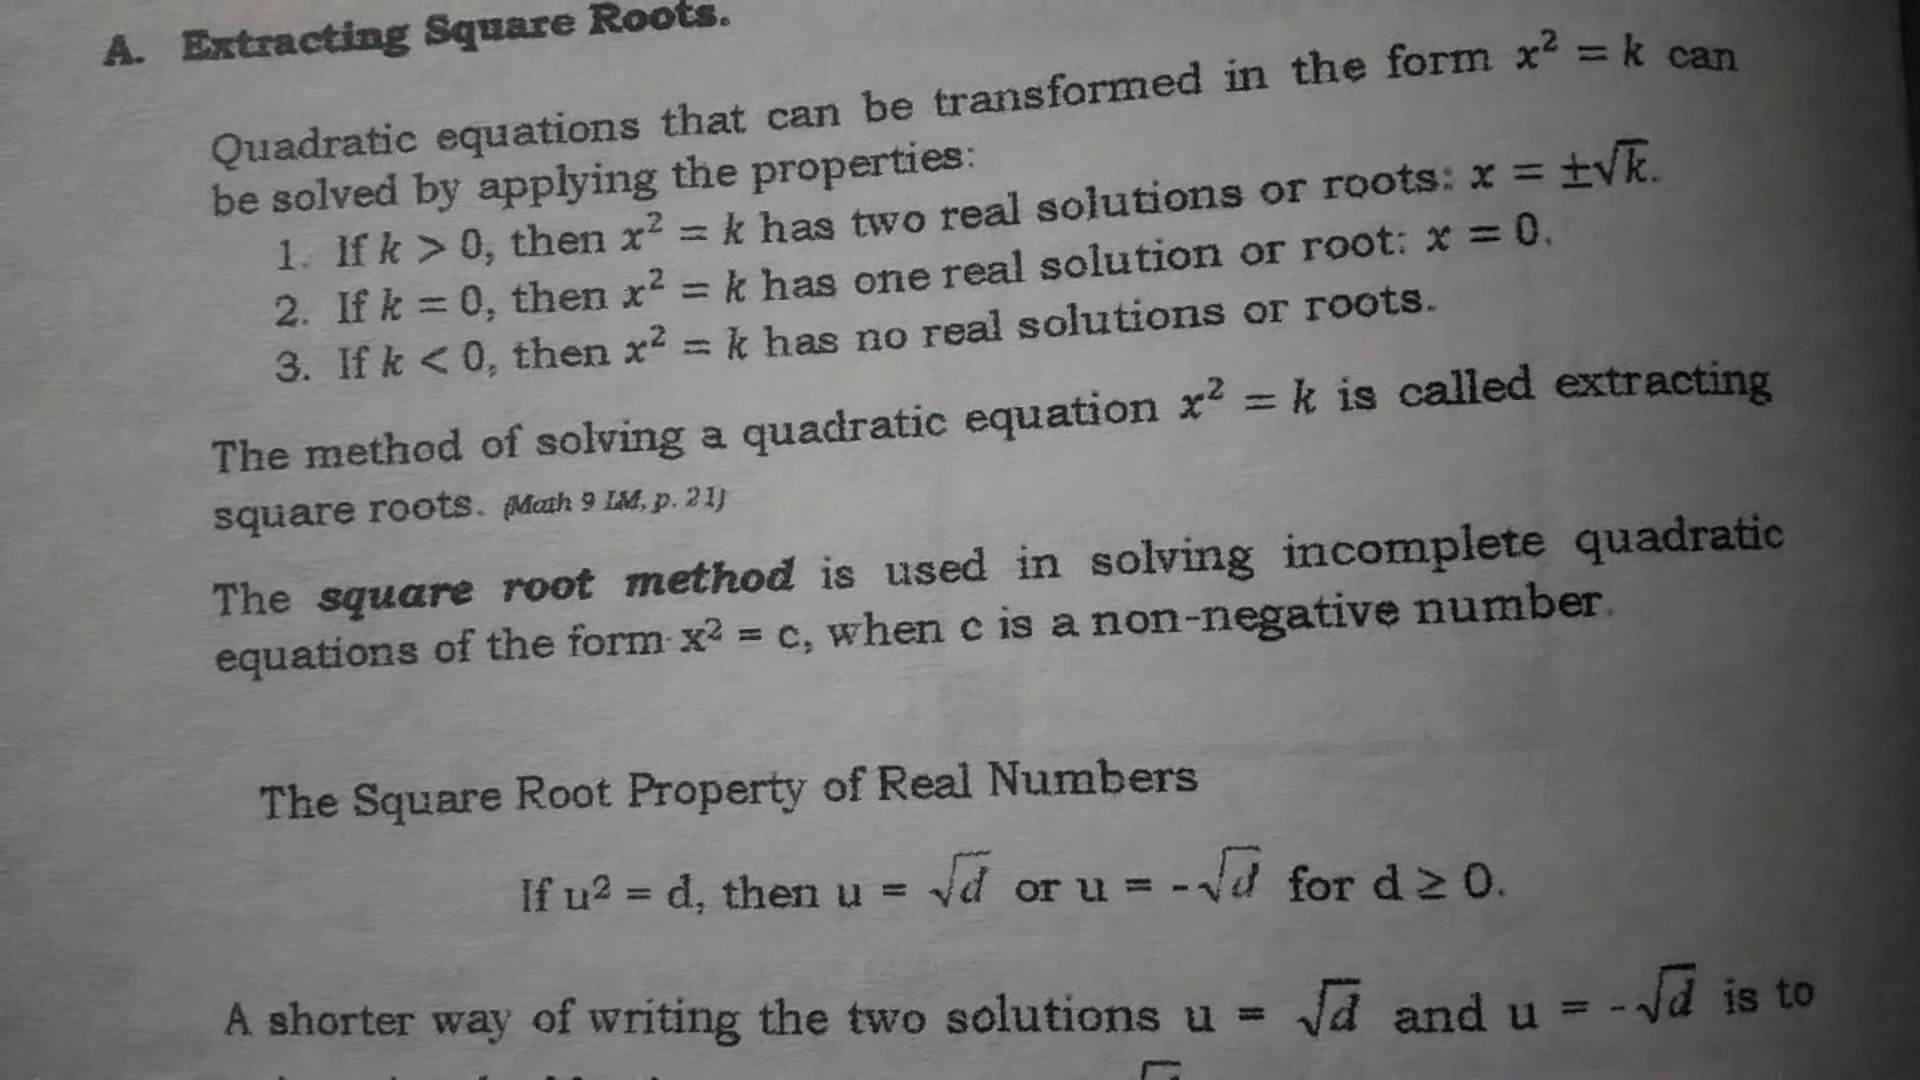 A. Extracting Square Roots.
Quadratic equations that can be transformed in the form x² = k can
be solved by applying the properties:
1. If k > 0, then x² = k has two real solutions or roots: x = ±√k.
2. If k = 0, then x² = k has one real solution or root: x = 0.
3. If k < 0, then x² = k has no real solutions or roots.
The method of solving a quadratic equation x² = k is called extracting
square roots. (Math 9 LM, p. 21)
The square root method is used in solving incomplete quadratic
equations of the form x² = c, when c is a non-negative number.
The Square Root Property of Real Numbers
If u² = d, then u = √d or u = -√d for d ≥ 0.
A shorter way of writing the two solutions u = √d and u = -√d is to